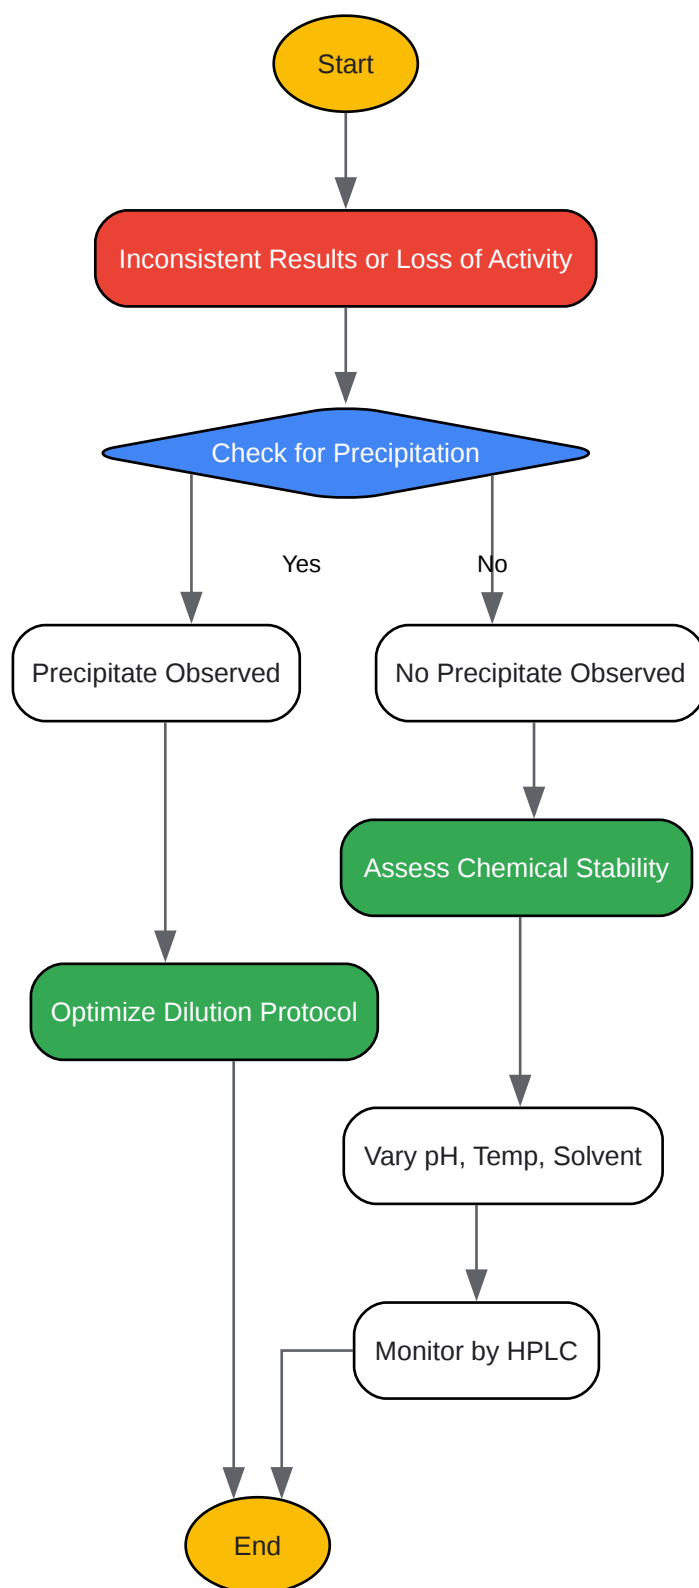 Start
Inconsistent Results or Loss of Activity
Check for Precipitation
Yes
No
Precipitate Observed
No Precipitate Observed
Assess Chemical Stability
Optimize Dilution Protocol
Vary pH, Temp, Solvent
Monitor by HPLC
End